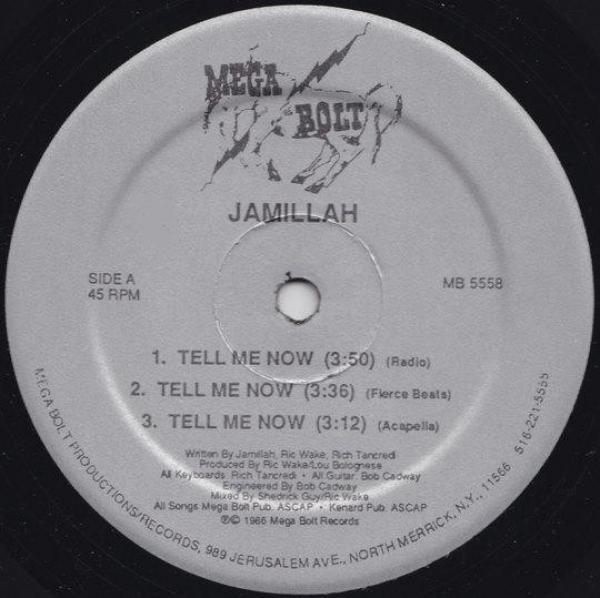 MEGA
BOLT
JAMILLAH
SIDE A
45 RPM
MB 5558
1. TELL ME NOW (3:50) (Radio)
2. TELL ME NOW (3:36) (Fierce Beats)
3. TELL ME NOW (3:12) (Acapella)
Written By Jamillah, Ric Wake, Rich Tancredi
Produced By Ric Wake/Lou Bolognese
All Keyboards: Rich Tancredi • All Guitar: Bob Cadway
Engineered By Bob Cadway
Mixed By Shedrick Guy/Ric Wake
All Songs Mega Bolt Pub. ASCAP • Kenard Pub. ASCAP
℗© 1986 Mega Bolt Records
MEGA BOLT PRODUCTIONS/RECORDS, 989 JERUSALEM AVE., NORTH MERRICK, N.Y., 11566 516-221-5555